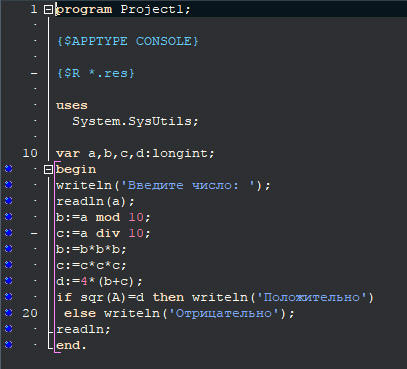 1 program Project1;
{$APPTYPE CONSOLE}
{$R *.res}
uses
System.SysUtils;
10 var a,b,c,d:longint;
begin
writeln('Введите число: ');
readln(a);
b:=a mod 10;
c:=a div 10;
b:=b*b*b;
c:=c*c*c;
d:=4*(b+c);
if sqr(A)=d then writeln('Положительно')
20 else writeln('Отрицательно');
readln;
end.